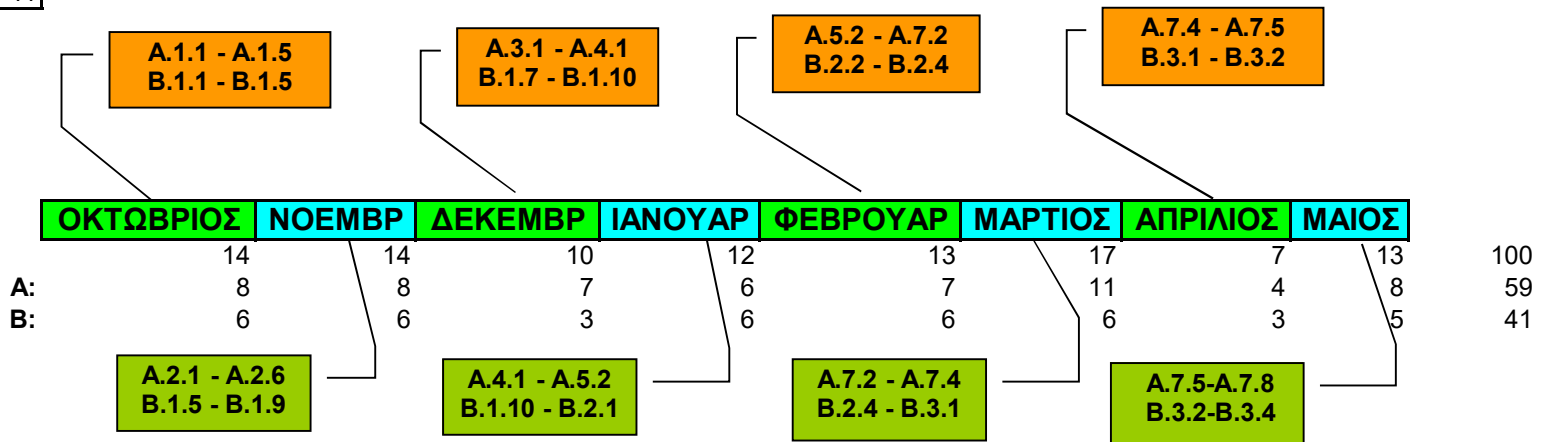 Α.1.1 - Α.1.5
Β.1.1 - Β.1.5
Α.3.1 - Α.4.1
Β.1.7 - Β.1.10
Α.5.2 - Α.7.2
Β.2.2 - Β.2.4
Α.7.4 - Α.7.5
Β.3.1 - Β.3.2
ΟΚΤΩΒΡΙΟΣ ΝΟΕΜΒΡ ΔΕΚΕΜΒΡ ΙΑΝΟΥΑΡ ΦΕΒΡΟΥΑΡ ΜΑΡΤΙΟΣ ΑΠΡΙΛΙΟΣ ΜΑΙΟΣ
14 14 10 12 13 17 7 13 100
Α: 8 8 7 6 7 11 4 8 59
Β: 6 6 3 6 6 6 3 5 41
Α.2.1 - Α.2.6
Β.1.5 - Β.1.9
Α.4.1 - Α.5.2
Β.1.10 - Β.2.1
Α.7.2 - Α.7.4
Β.2.4 - Β.3.1
Α.7.5-Α.7.8
Β.3.2-Β.3.4